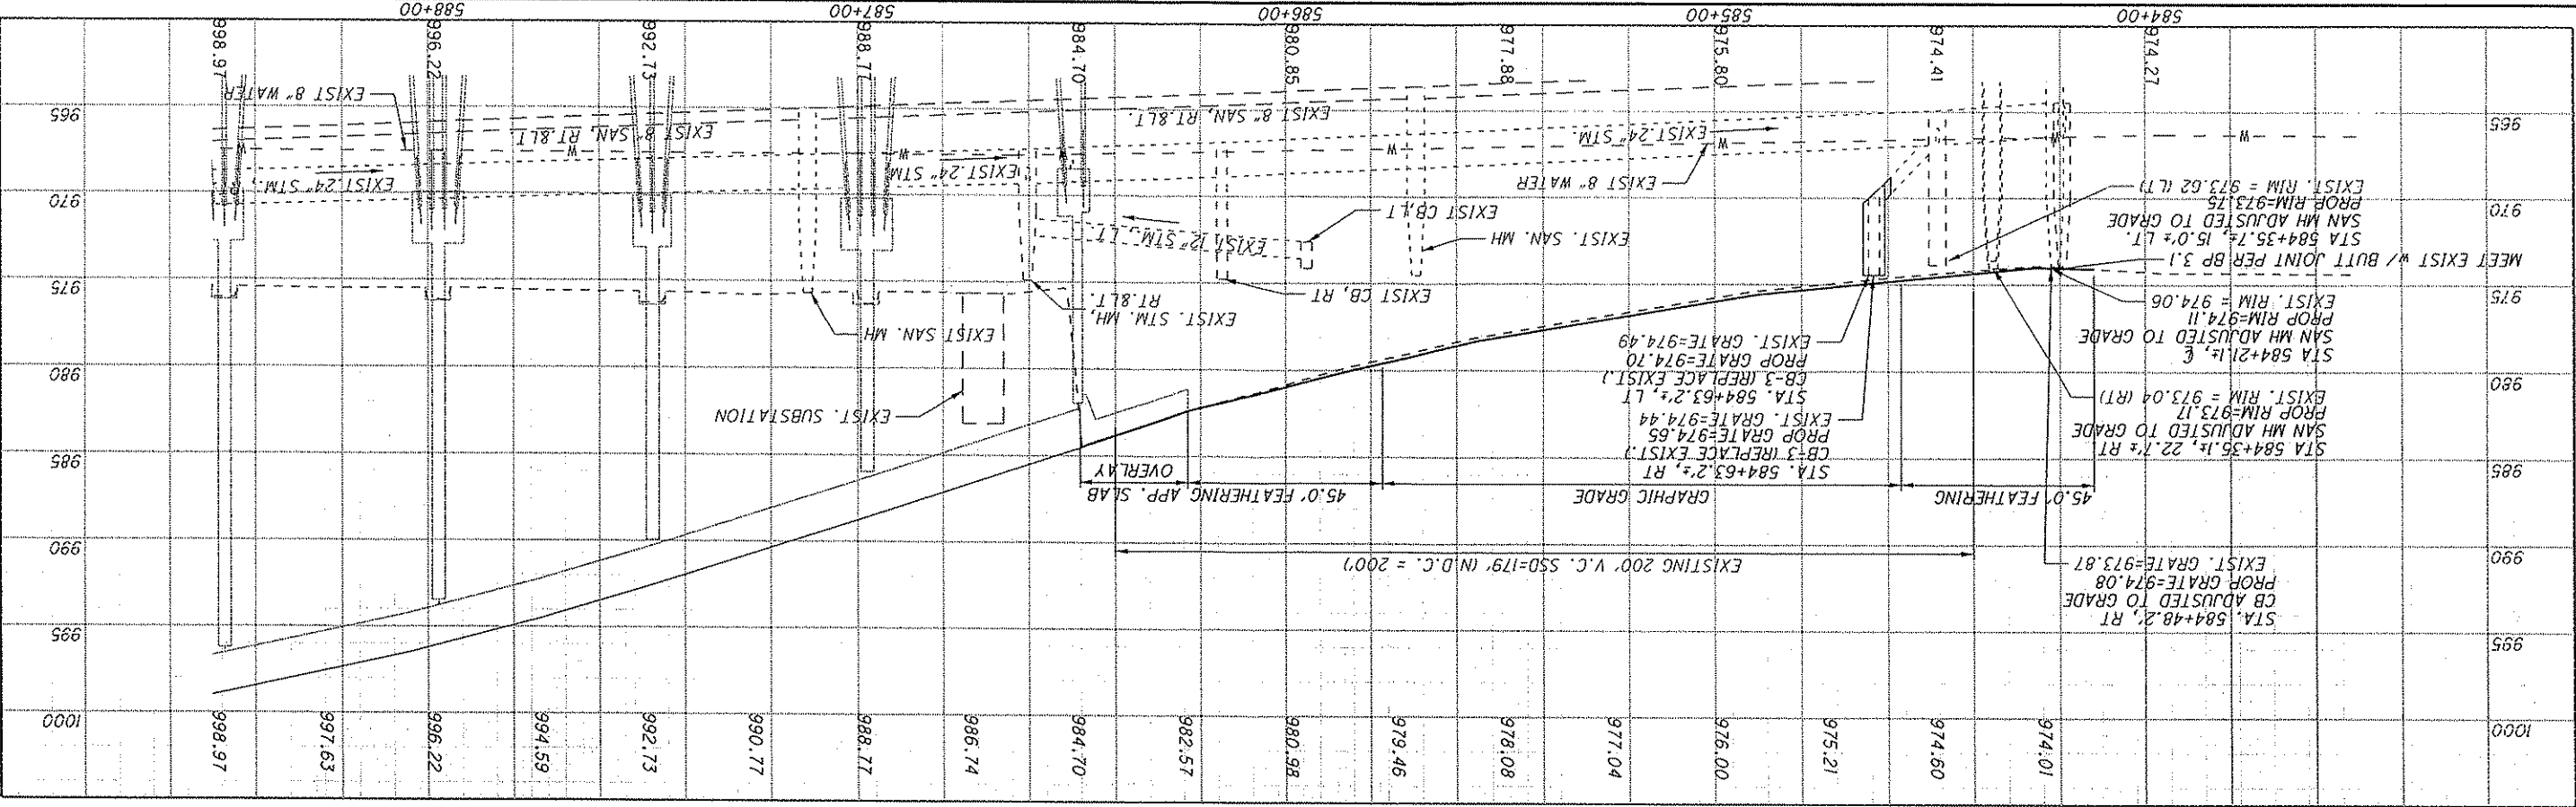 974.01
974.60
975.21
976.00
977.04
978.08
979.46
980.98
982.57
984.70
986.74
988.77
990.77
992.73
994.59
996.22
997.63
998.97
1000
1000
995
995
STA. 584+48.2', RT
CB ADJUSTED TO GRADE
PROP GRATE=974.08
EXIST. GRATE=973.87
990
990
EXISTING 200' V.C. SSD=179' (N.D.C. = 200')
45.0' FEATHERING
GRAPHIC GRADE
45.0' FEATHERING
APP. SLAB
OVERLAY
985
985
STA 584+35.1±, 22.7'± RT
SAN MH ADJUSTED TO GRADE
PROP RIM=973.17
EXIST. RIM = 973.04 (RT)
STA. 584+63.2'±, RT
CB-3 (REPLACE EXIST.)
PROP GRATE=974.65
EXIST. GRATE=974.44
STA. 584+63.2'±, LT
CB-3 (REPLACE EXIST.)
PROP GRATE=974.70
EXIST. GRATE=974.49
EXIST. SUBSTATION
980
980
STA 584+21.1±, ℄
SAN MH ADJUSTED TO GRADE
PROP RIM=974.11
EXIST. RIM = 974.06
MEET EXIST w/ BUTT JOINT PER BP 3.1
975
975
EXIST CB, RT
EXIST. STM. MH,
RT.&LT.
EXIST SAN. MH
STA 584+35.7±, 15.0'± LT.
SAN MH ADJUSTED TO GRADE
PROP RIM=973.75
EXIST. RIM = 973.62 (LT)
EXIST. SAN. MH
EXIST CB,LT
EXIST 12" STM, LT.
970
970
EXIST 8" WATER
EXIST.24" STM.
EXIST.24" STM
EXIST.24" STM.
W
W
W
W
W
W
W
W
EXIST 8" SAN, RT.&LT.
EXIST 8" SAN, RT.&LT
EXIST 8" WATER
965
965
974.27
974.41
975.80
977.88
980.85
984.70
988.77
992.73
996.22
998.97
584+00
585+00
586+00
587+00
588+00